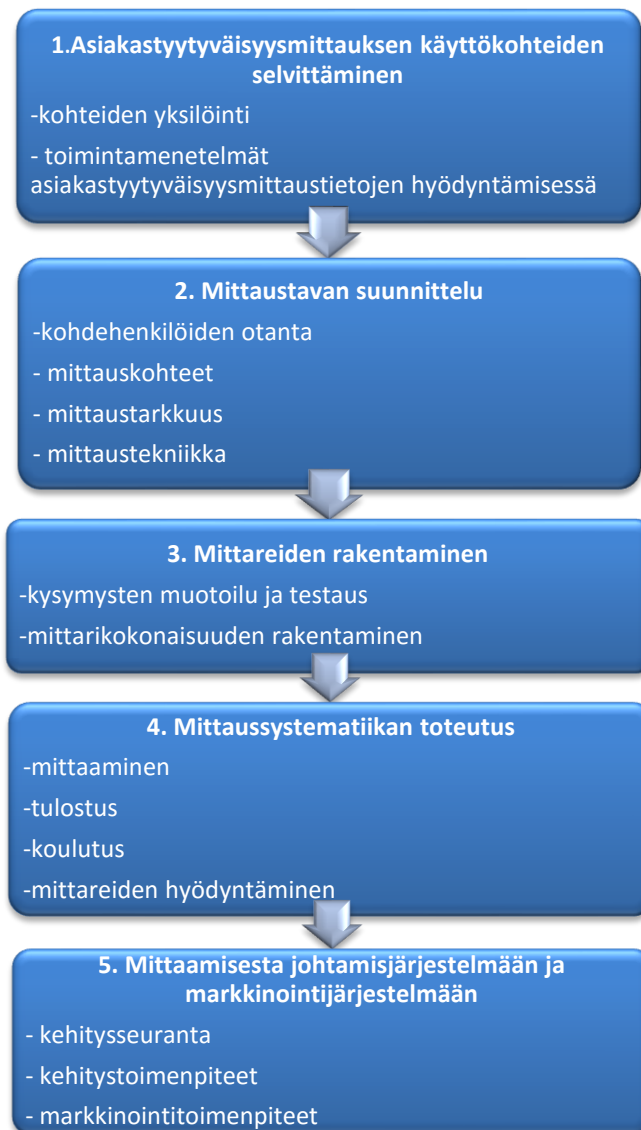 1.Asiakastyytyväisyysmittauksen käyttökohteiden
selvittäminen
-kohteiden yksilöinti
- toimintamenetelmät
asiakastyytyväisyysmittaustietojen hyödyntämisessä
2. Mittaustavan suunnittelu
-kohdehenkilöiden otanta
- mittauskohteet
- mittaustarkkuus
- mittaustekniikka
3. Mittareiden rakentaminen
-kysymysten muotoilu ja testaus
-mittarikokonaisuuden rakentaminen
4. Mittaussystematiikan toteutus
-mittaaminen
-tulostus
-koulutus
-mittareiden hyödyntäminen
5. Mittaamisesta johtamisjärjestelmään ja
markkinointijärjestelmään
- kehitysseuranta
- kehitystoimenpiteet
- markkinointitoimenpiteet